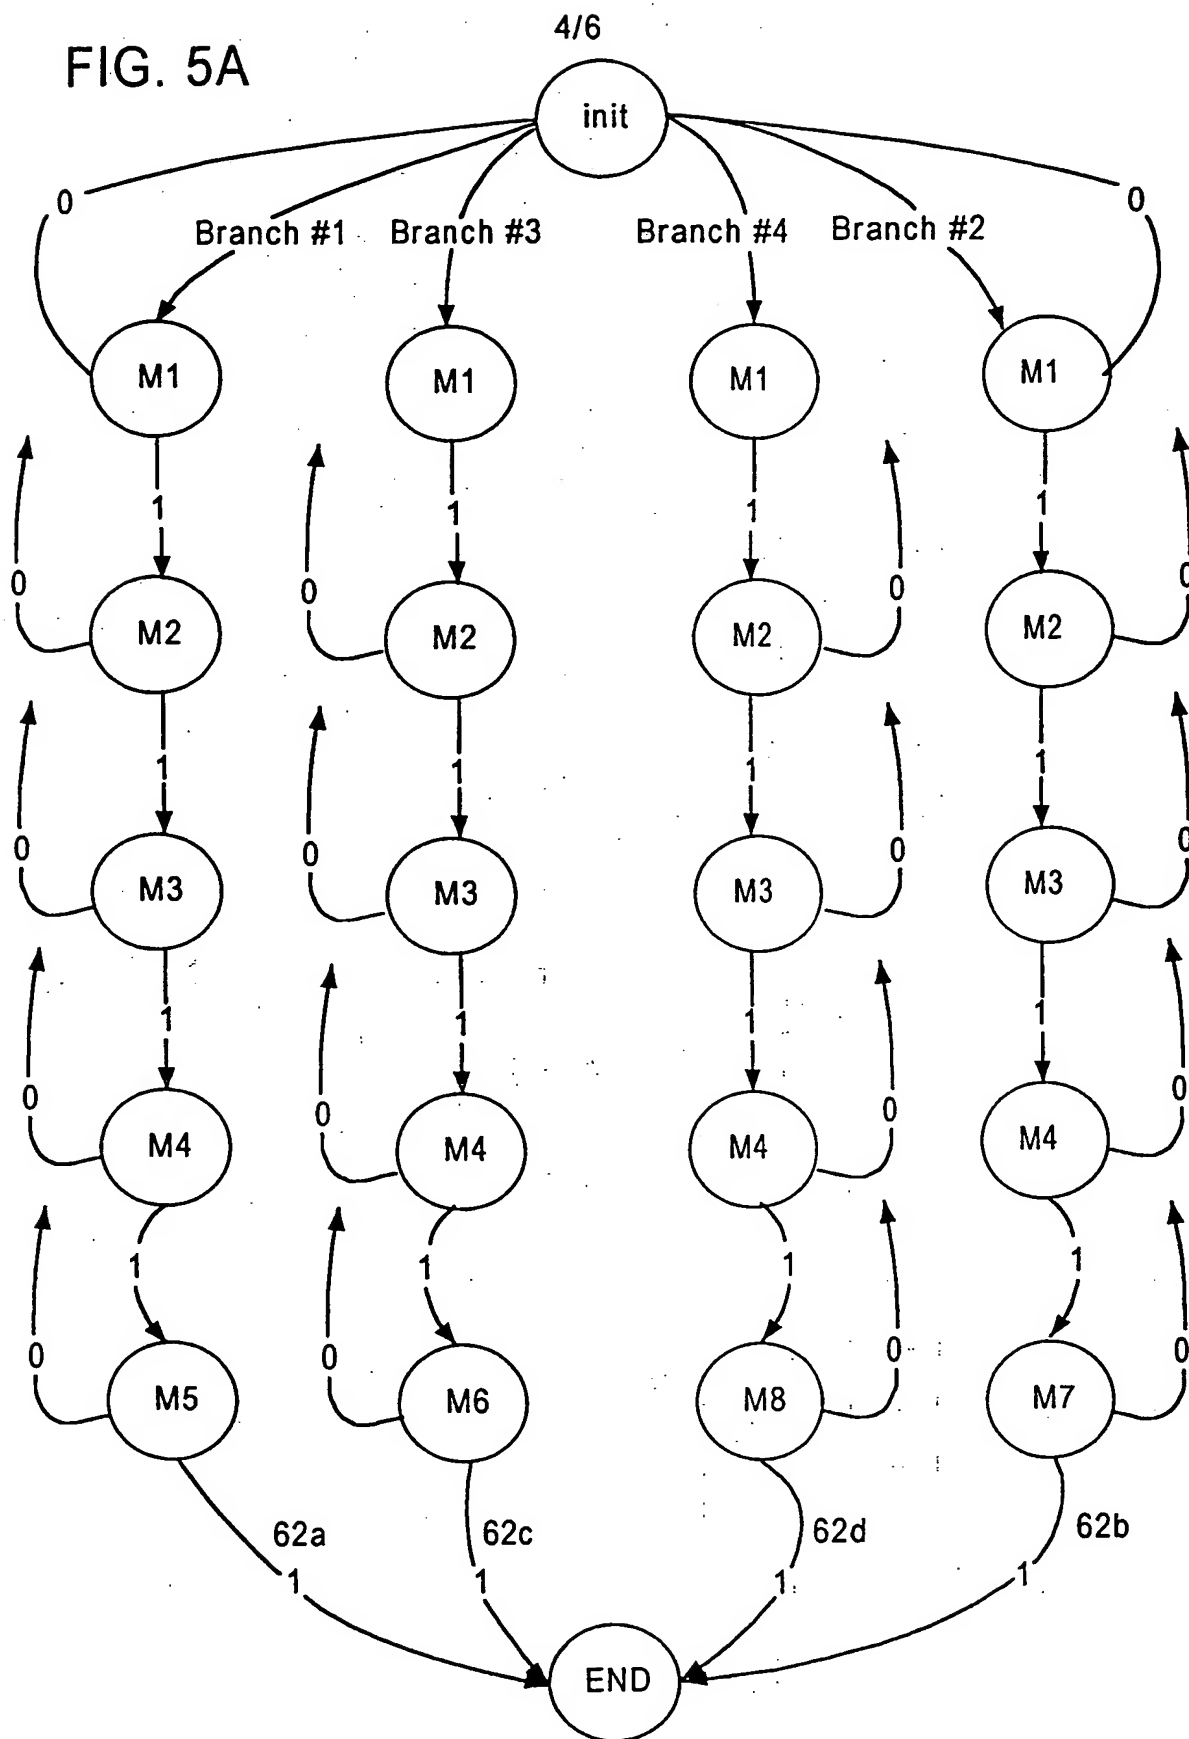 4/6
FIG. 5A
init
0 0
Branch #1 Branch #3 Branch #4 Branch #2
M1 M1 M1 M1
1 1 1 1
0 0 0 0
M2 M2 M2 M2
1 1 1 1
0 0 0 0
M3 M3 M3 M3
1 1 1 1
0 0 0 0
M4 M4 M4 M4
1 1 1 1
0 0 0 0
M5 M6 M8 M7
62a 62c 62d 62b
1 1 1 1
END